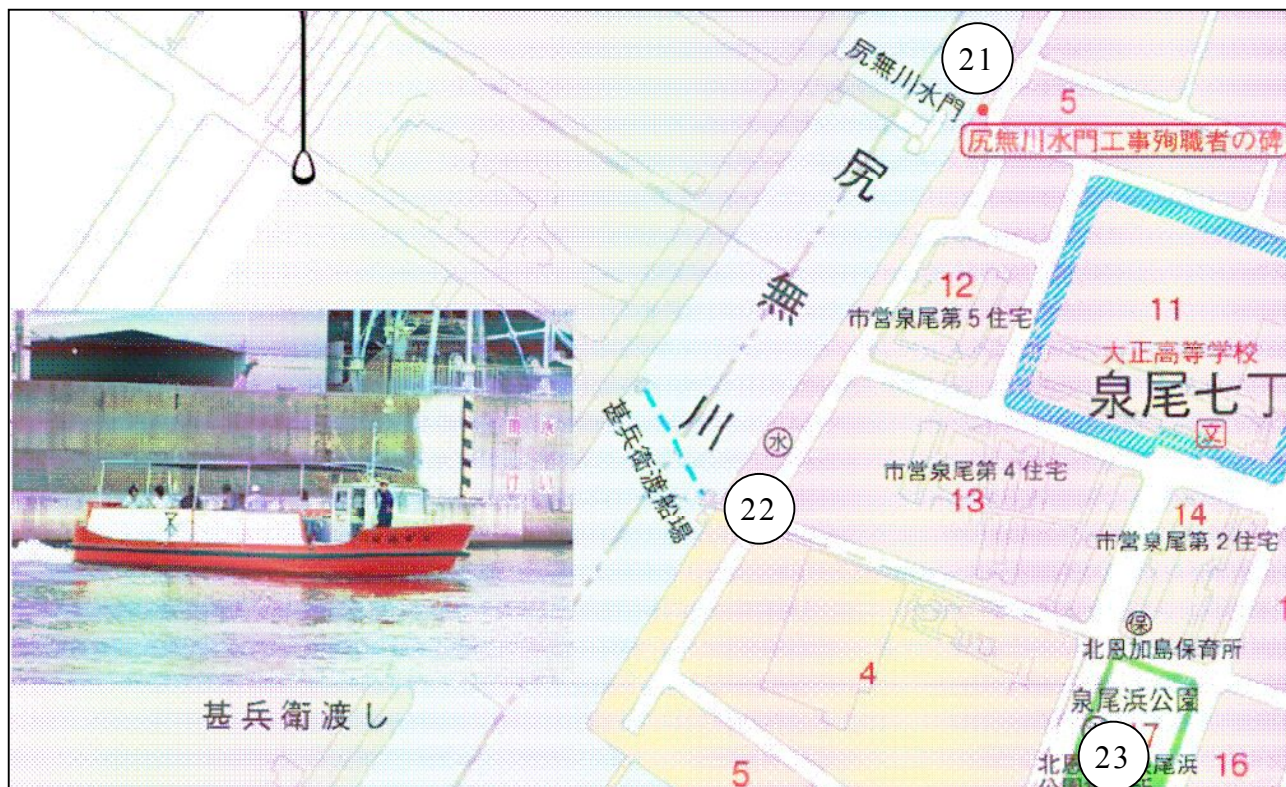 21
尻無川水門
5
尻無川水門工事殉職者の碑
尻
無
川
12
市営泉尾第5住宅
11
大正高等学校
泉尾七丁
文
水
甚兵衛渡船場
22
市営泉尾第4住宅
13
14
市営泉尾第2住宅
保
北恩加島保育所
4
泉尾浜公園
17
23
16
5
甚兵衛渡し